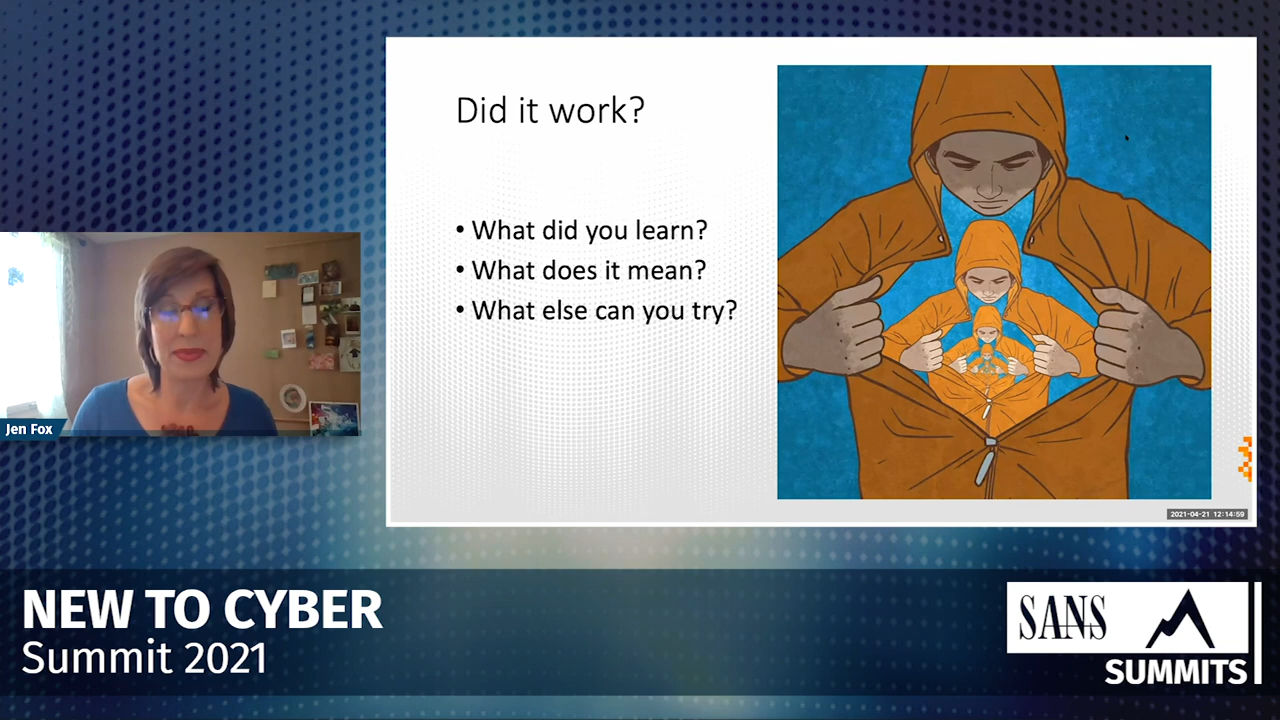 Did it work?
• What did you learn?
• What does it mean?
• What else can you try?
Jen Fox
2021-04-21 12:14:59
NEW TO CYBER
Summit 2021
SANS
SUMMITS